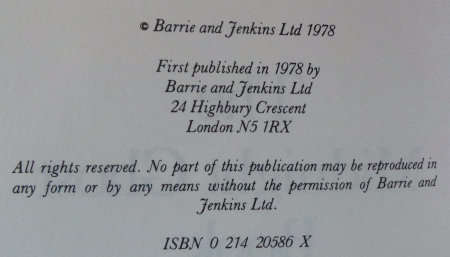 © Barrie and Jenkins Ltd 1978
First published in 1978 by
Barrie and Jenkins Ltd
24 Highbury Crescent
London N5 1RX
All rights reserved. No part of this publication may be reproduced in
any form or by any means without the permission of Barrie and
Jenkins Ltd.
ISBN 0 214 20586 X